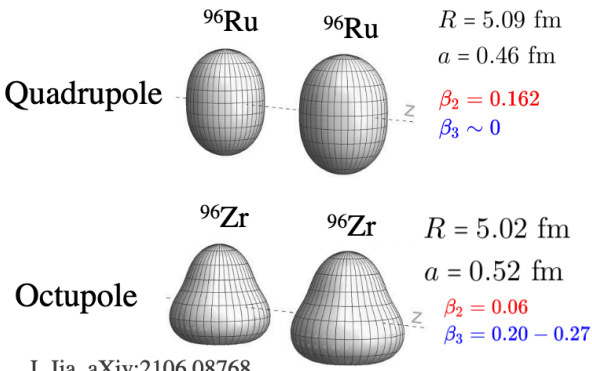 ⁹⁶Ru
⁹⁶Ru
R = 5.09 fm
a = 0.46 fm
Quadrupole
z
β₂ = 0.162
β₃ ∼ 0
⁹⁶Zr
⁹⁶Zr
R = 5.02 fm
a = 0.52 fm
Octupole
z
β₂ = 0.06
β₃ = 0.20 − 0.27
J. Jia, aXiv:2106.08768